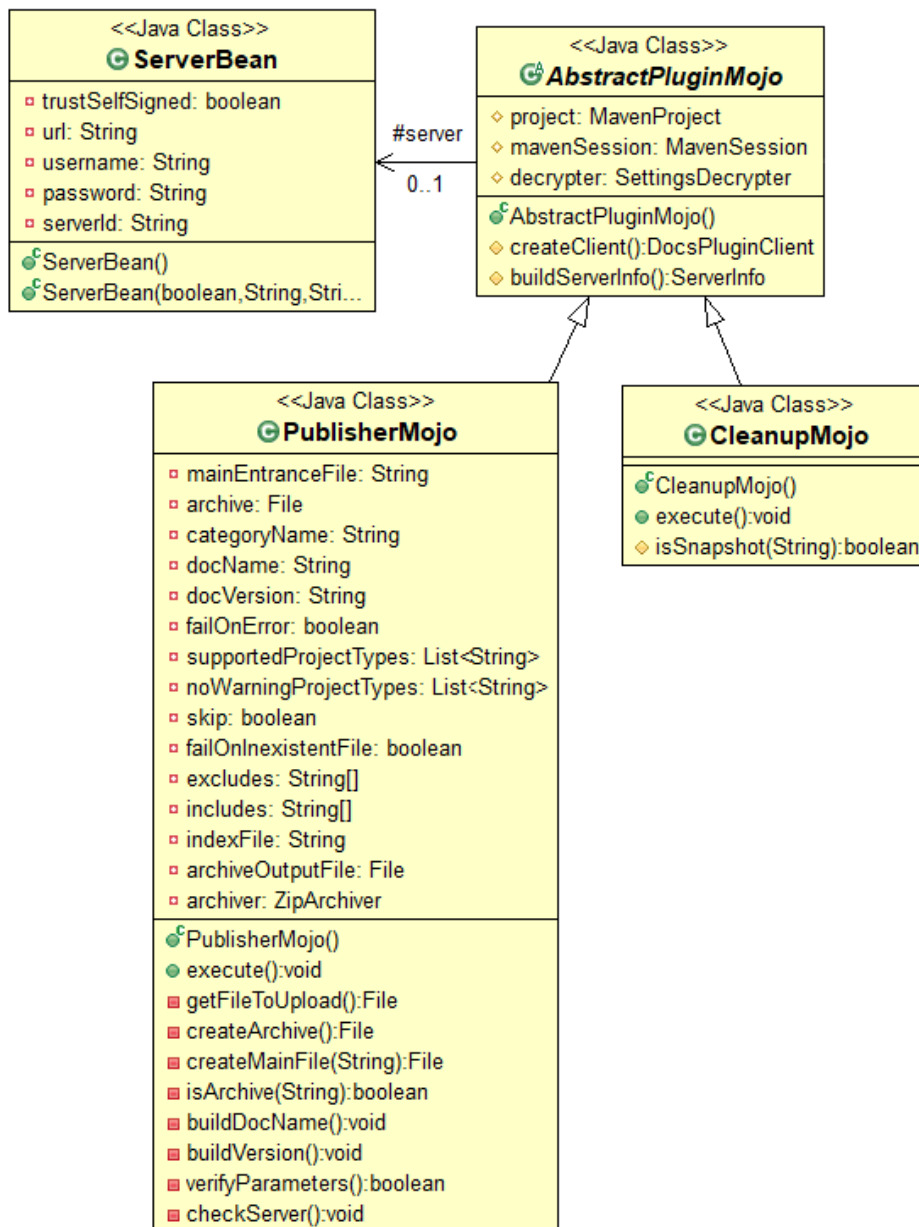 <<Java Class>>
ServerBean
trustSelfSigned: boolean
url: String
username: String
password: String
serverId: String
ServerBean()
ServerBean(boolean,String,Stri...
#server
0..1
<<Java Class>>
AbstractPluginMojo
project: MavenProject
mavenSession: MavenSession
decrypter: SettingsDecrypter
AbstractPluginMojo()
createClient():DocsPluginClient
buildServerInfo():ServerInfo
<<Java Class>>
PublisherMojo
mainEntranceFile: String
archive: File
categoryName: String
docName: String
docVersion: String
failOnError: boolean
supportedProjectTypes: List<String>
noWarningProjectTypes: List<String>
skip: boolean
failOnInexistentFile: boolean
excludes: String[]
includes: String[]
indexFile: String
archiveOutputFile: File
archiver: ZipArchiver
PublisherMojo()
execute():void
getFileToUpload():File
createArchive():File
createMainFile(String):File
isArchive(String):boolean
buildDocName():void
buildVersion():void
verifyParameters():boolean
checkServer():void
<<Java Class>>
CleanupMojo
CleanupMojo()
execute():void
isSnapshot(String):boolean